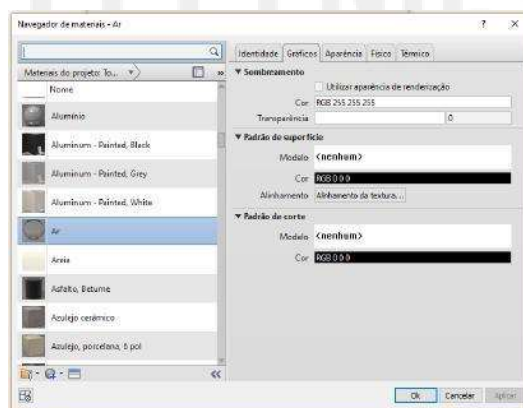 Navegador de materiais - Ar
? X
Identidade Gráficos Aparência Físico Térmico
Materiais do projeto: To...
Nome
Alumínio
Aluminum - Painted, Black
Aluminum - Painted, Grey
Aluminum - Painted, White
Ar
Areia
Asfalto, Betume
Azulejo cerâmico
Azulejo, porcelana, 6 pol
▼ Sombreamento
Utilizar aparência de renderização
Cor RGB 255 255 255
Transparência 0
▼ Padrão de superfície
Modelo <nenhum>
Cor RGB 0 0 0
Alinhamento Alinhamento da textura...
▼ Padrão de corte
Modelo <nenhum>
Cor RGB 0 0 0
Ok Cancelar Aplicar